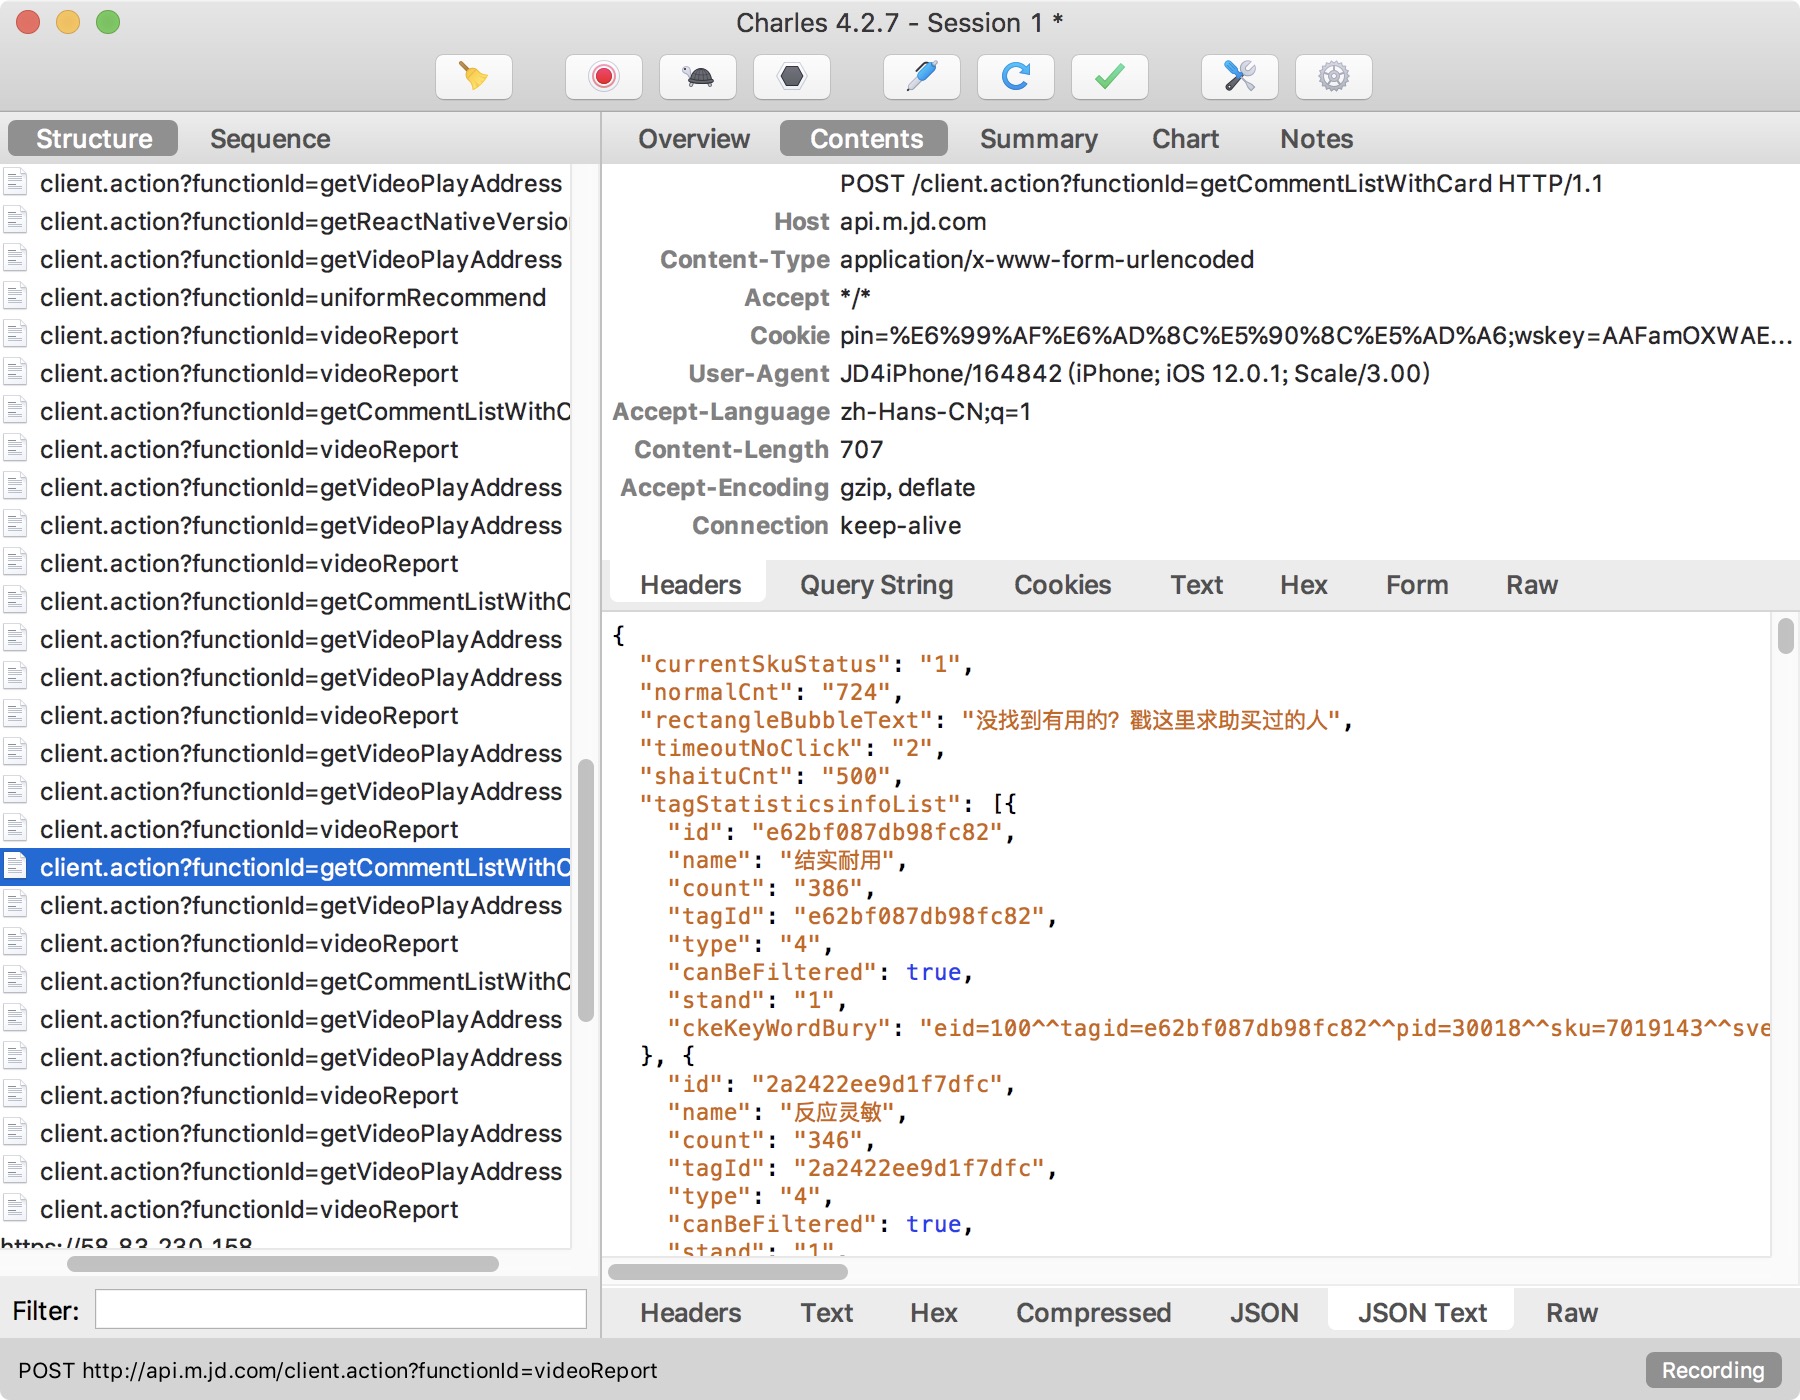 Charles 4.2.7 - Session 1 *
Structure
Sequence
Overview
Contents
Summary
Chart
Notes
client.action?functionId=getVideoPlayAddress
client.action?functionId=getReactNativeVersio
client.action?functionId=getVideoPlayAddress
client.action?functionId=uniformRecommend
client.action?functionId=videoReport
client.action?functionId=videoReport
client.action?functionId=getCommentListWithC
client.action?functionId=videoReport
client.action?functionId=getVideoPlayAddress
client.action?functionId=getVideoPlayAddress
client.action?functionId=videoReport
client.action?functionId=getCommentListWithC
client.action?functionId=getVideoPlayAddress
client.action?functionId=getVideoPlayAddress
client.action?functionId=videoReport
client.action?functionId=getVideoPlayAddress
client.action?functionId=getVideoPlayAddress
client.action?functionId=videoReport
client.action?functionId=getCommentListWithC
client.action?functionId=getVideoPlayAddress
client.action?functionId=videoReport
client.action?functionId=getCommentListWithC
client.action?functionId=getVideoPlayAddress
client.action?functionId=getVideoPlayAddress
client.action?functionId=videoReport
client.action?functionId=getVideoPlayAddress
client.action?functionId=getVideoPlayAddress
client.action?functionId=videoReport
https://58.83.230.158
Filter:
POST /client.action?functionId=getCommentListWithCard HTTP/1.1
Host api.m.jd.com
Content-Type application/x-www-form-urlencoded
Accept */*
Cookie pin=%E6%99%AF%E6%AD%8C%E5%90%8C%E5%AD%A6;wskey=AAFamOXWAE...
User-Agent JD4iPhone/164842 (iPhone; iOS 12.0.1; Scale/3.00)
Accept-Language zh-Hans-CN;q=1
Content-Length 707
Accept-Encoding gzip, deflate
Connection keep-alive
Headers
Query String
Cookies
Text
Hex
Form
Raw
{
"currentSkuStatus": "1",
"normalCnt": "724",
"rectangleBubbleText": "没找到有用的？戳这里求助买过的人",
"timeoutNoClick": "2",
"shaituCnt": "500",
"tagStatisticsinfoList": [{
"id": "e62bf087db98fc82",
"name": "结实耐用",
"count": "386",
"tagId": "e62bf087db98fc82",
"type": "4",
"canBeFiltered": true,
"stand": "1",
"ckeKeyWordBury": "eid=100^^tagid=e62bf087db98fc82^^pid=30018^^sku=7019143^^sve
}, {
"id": "2a2422ee9d1f7dfc",
"name": "反应灵敏",
"count": "346",
"tagId": "2a2422ee9d1f7dfc",
"type": "4",
"canBeFiltered": true,
"stand": "1",
Headers
Text
Hex
Compressed
JSON
JSON Text
Raw
POST http://api.m.jd.com/client.action?functionId=videoReport
Recording